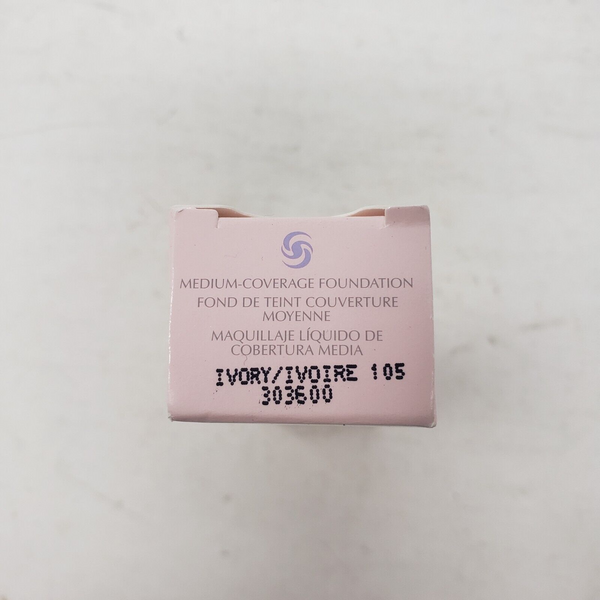 MEDIUM-COVERAGE FOUNDATION
FOND DE TEINT COUVERTURE
MOYENNE
MAQUILLAJE LÍQUIDO DE
COBERTURA MEDIA
IVORY/IVOIRE 105
303600